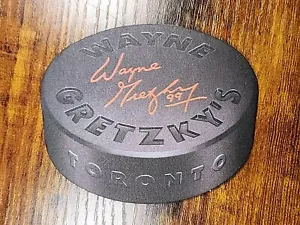 WAYNE
Wayne
Gretzky
99
GRETZKY'S
TORONTO